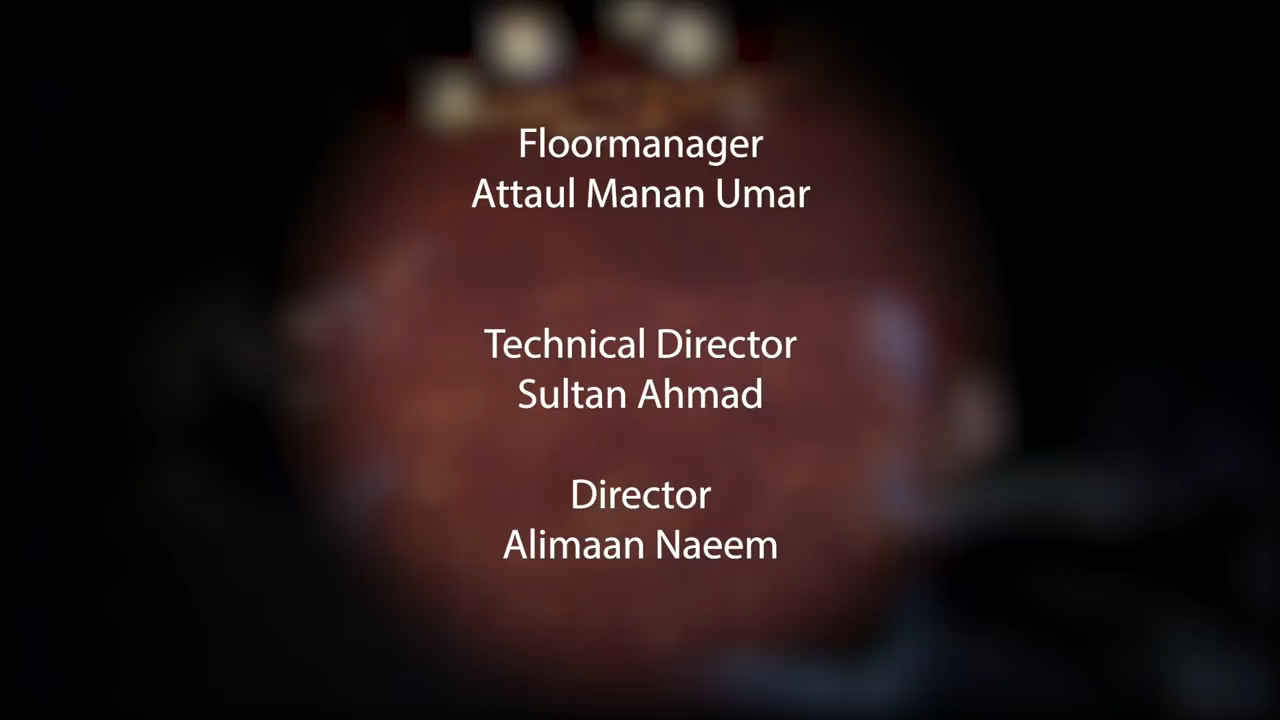 Floormanager
Attaul Manan Umar
Technical Director
Sultan Ahmad
Director
Alimaan Naeem